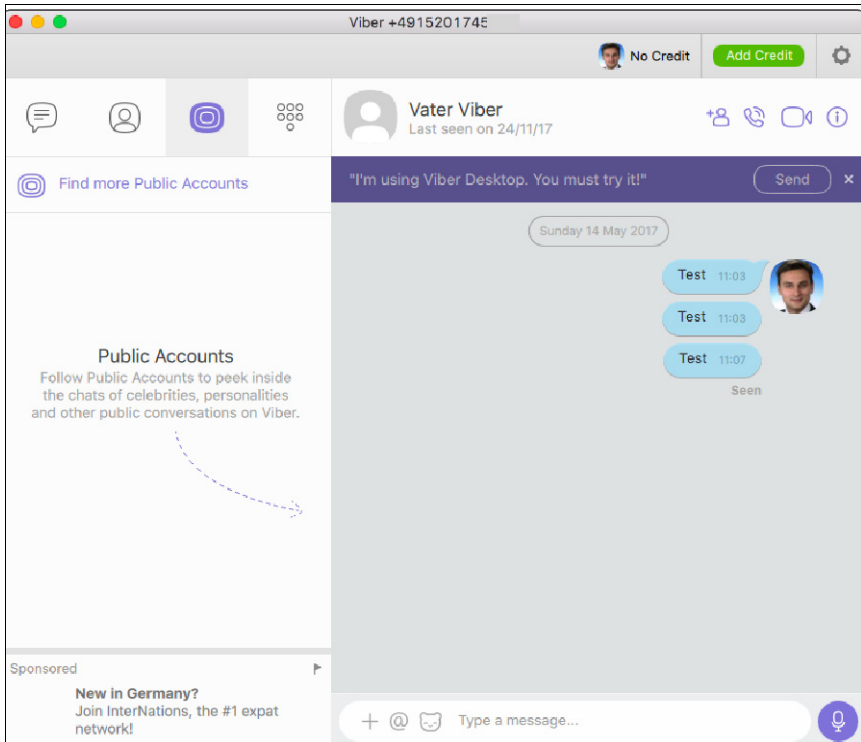 Viber +4915201745
No Credit
Add Credit
Vater Viber
Last seen on 24/11/17
Find more Public Accounts
"I'm using Viber Desktop. You must try it!"
Send
Sunday 14 May 2017
Test 11:03
Test 11:03
Test 11:07
Seen
Public Accounts
Follow Public Accounts to peek inside
the chats of celebrities, personalities
and other public conversations on Viber.
Sponsored
New in Germany?
Join InterNations, the #1 expat
network!
Type a message...